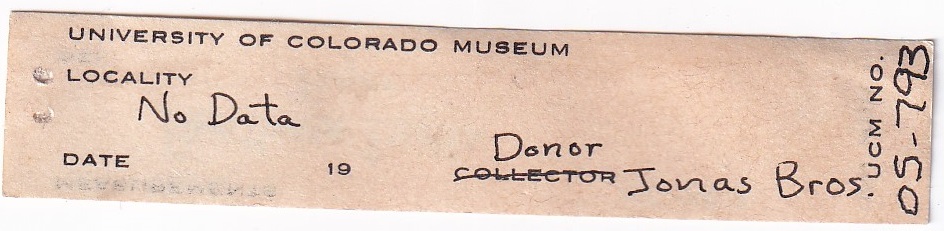 UNIVERSITY OF COLORADO MUSEUM
LOCALITY
No Data
DATE 19
Donor
COLLECTOR Jonas Bros.
UCM NO.
05-793